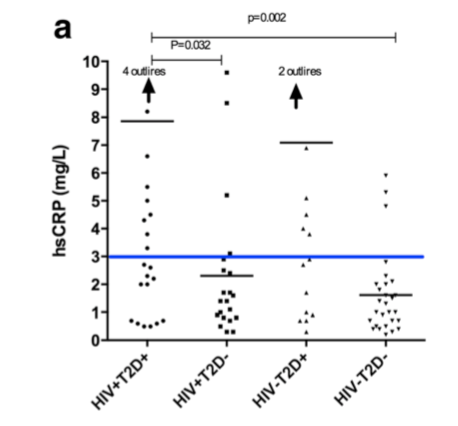 a
p=0.002
P=0.032
4 outlires
2 outlires
10
9
8
7
6
5
4
3
2
1
0
hsCRP (mg/L)
HIV+T2D+
HIV+T2D-
HIV-T2D+
HIV-T2D-